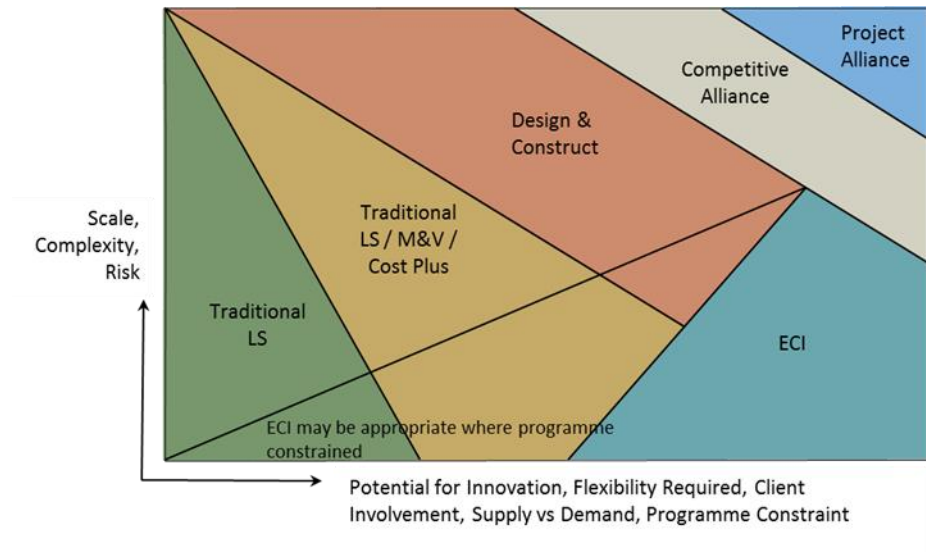 Project
Alliance
Competitive
Alliance
Design &
Construct
Traditional
LS / M&V /
Cost Plus
Scale,
Complexity,
Risk
Traditional
LS
ECI
ECI may be appropriate where programme
constrained
Potential for Innovation, Flexibility Required, Client
Involvement, Supply vs Demand, Programme Constraint